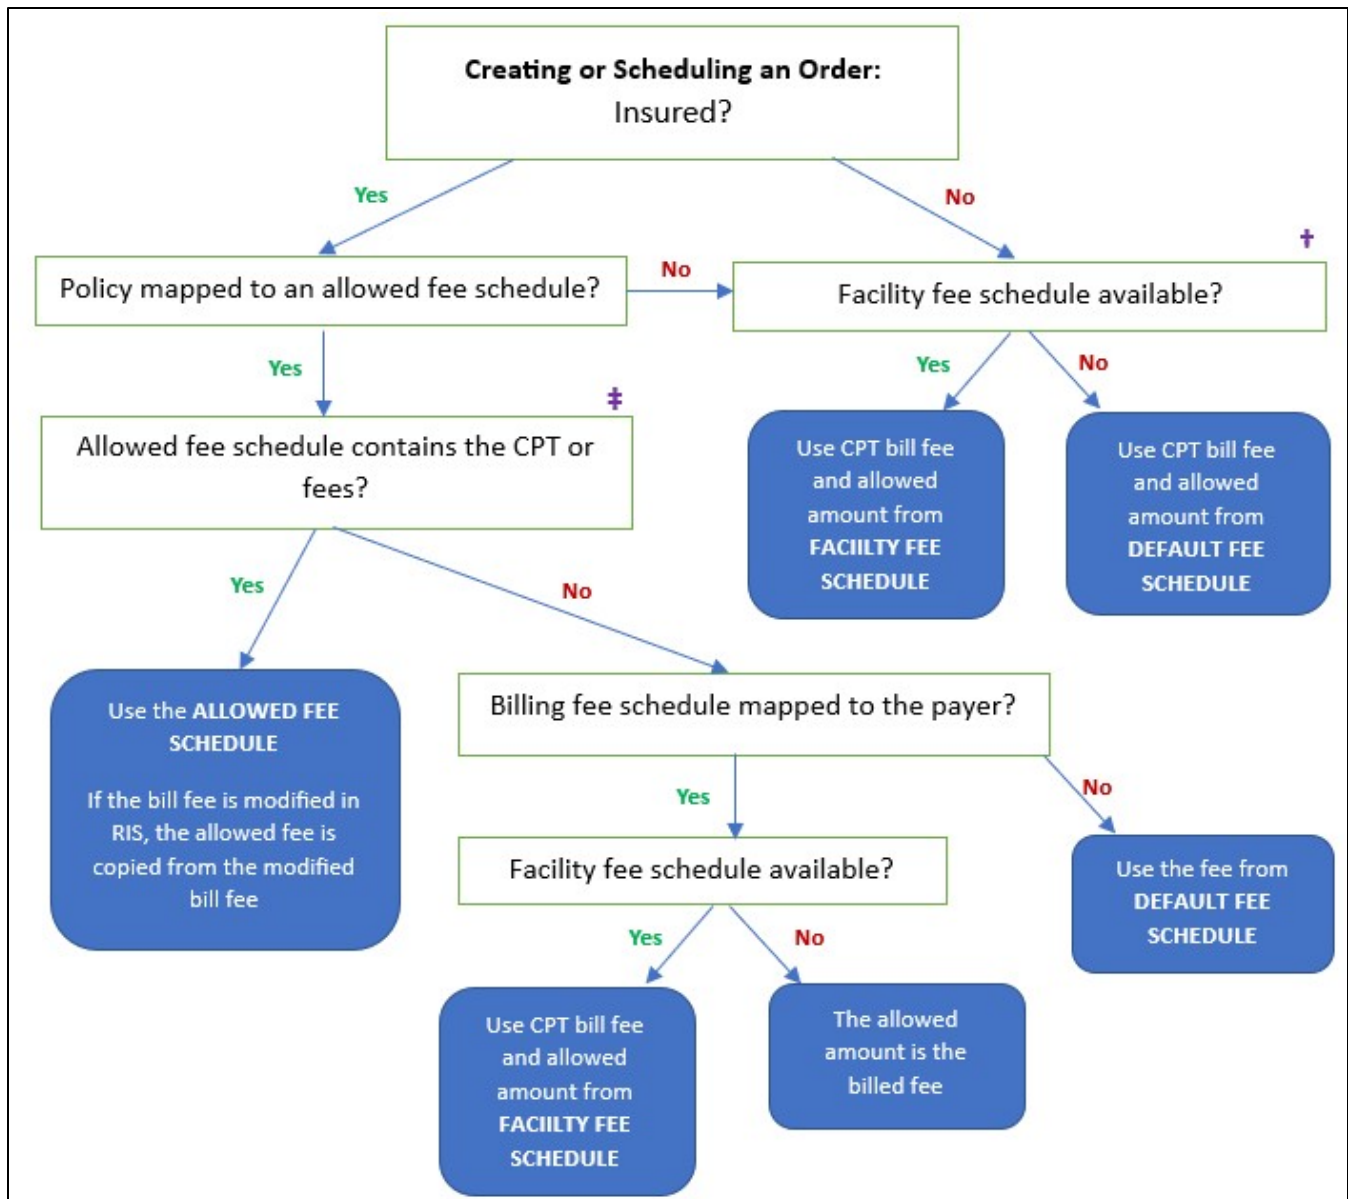 Creating or Scheduling an Order:
Insured?
Yes
No
†
Policy mapped to an allowed fee schedule?
No
Facility fee schedule available?
Yes
Yes
No
‡
Allowed fee schedule contains the CPT or
fees?
Use CPT bill fee
and allowed
amount from
FACIILTY FEE
SCHEDULE
Use CPT bill fee
and allowed
amount from
DEFAULT FEE
SCHEDULE
Yes
No
Use the ALLOWED FEE
SCHEDULE
If the bill fee is modified in
RIS, the allowed fee is
copied from the modified
bill fee
Billing fee schedule mapped to the payer?
Yes
No
Facility fee schedule available?
Use the fee from
DEFAULT FEE
SCHEDULE
Yes
No
Use CPT bill fee
and allowed
amount from
FACIILTY FEE
SCHEDULE
The allowed
amount is the
billed fee